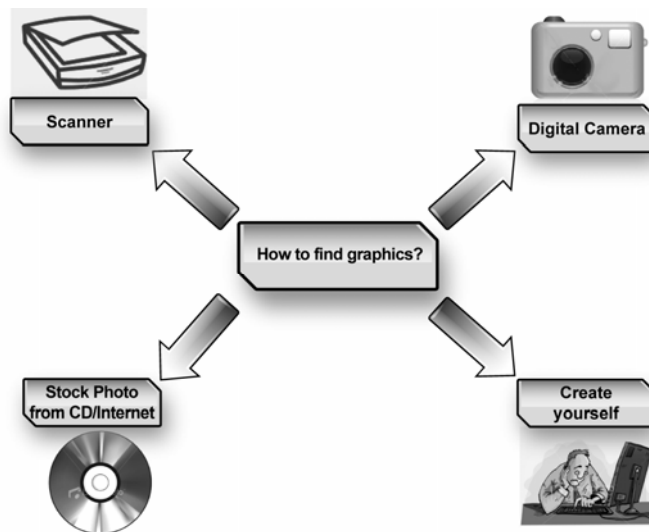 Scanner
Digital Camera
How to find graphics?
Stock Photo
from CD/Internet
Create
yourself